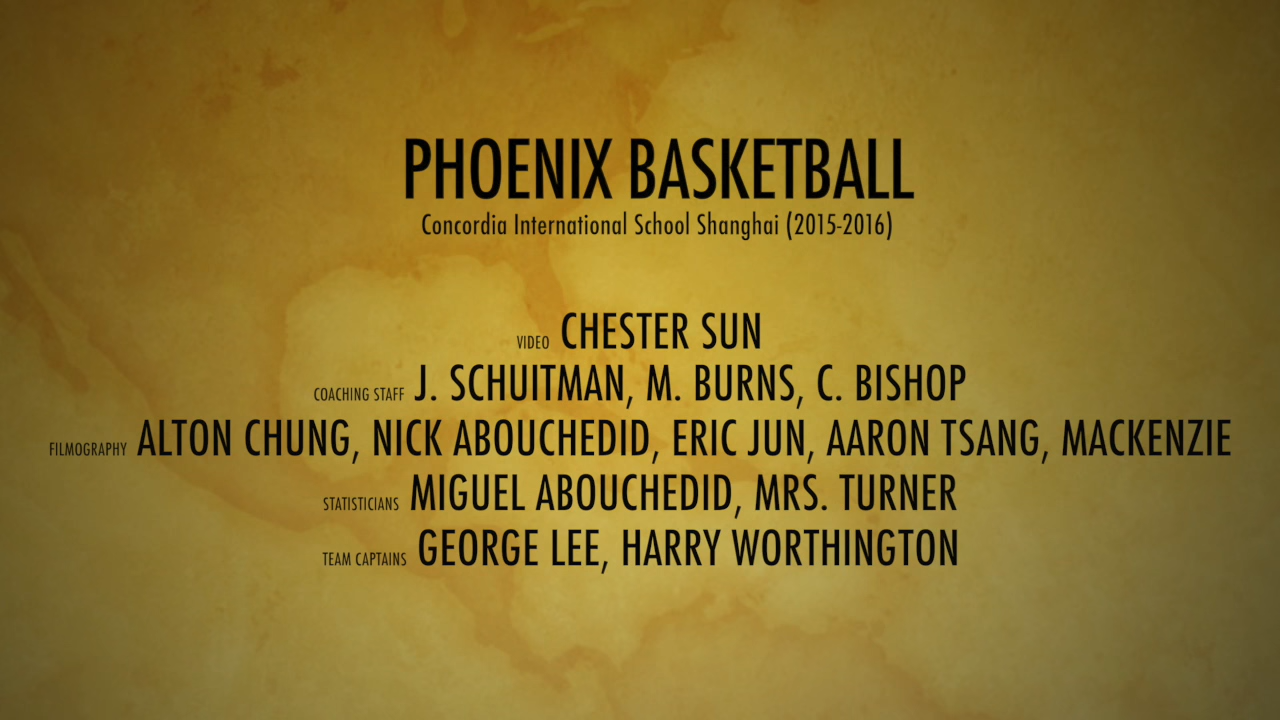 PHOENIX BASKETBALL
Concordia International School Shanghai (2015-2016)
VIDEO CHESTER SUN
COACHING STAFF J. SCHUITMAN, M. BURNS, C. BISHOP
FILMOGRAPHY ALTON CHUNG, NICK ABOUCHEDID, ERIC JUN, AARON TSANG, MACKENZIE
STATISTICIANS MIGUEL ABOUCHEDID, MRS. TURNER
TEAM CAPTAINS GEORGE LEE, HARRY WORTHINGTON